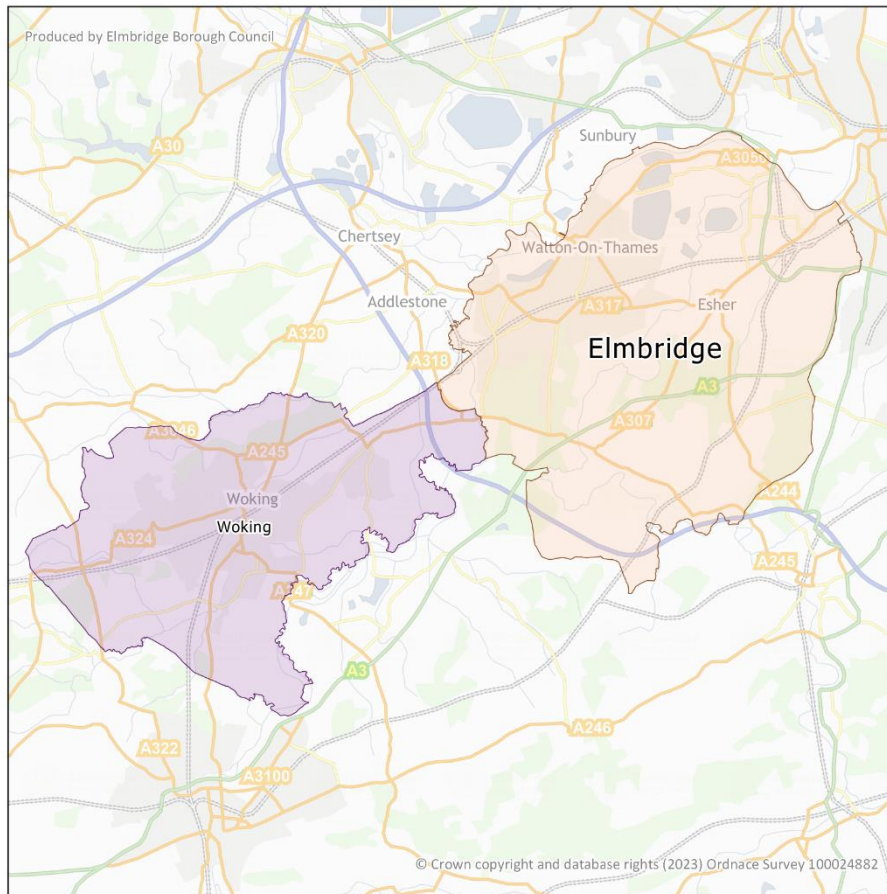 Produced by Elmbridge Borough Council
Sunbury
A30
A3050
Chertsey
Walton-On-Thames
Addlestone
A317
Esher
A320
Elmbridge
A318
A3
A3046
A307
A245
Woking
A244
Woking
A324
A245
A247
A3
A246
A322
A3100
© Crown copyright and database rights (2023) Ordnace Survey 100024882